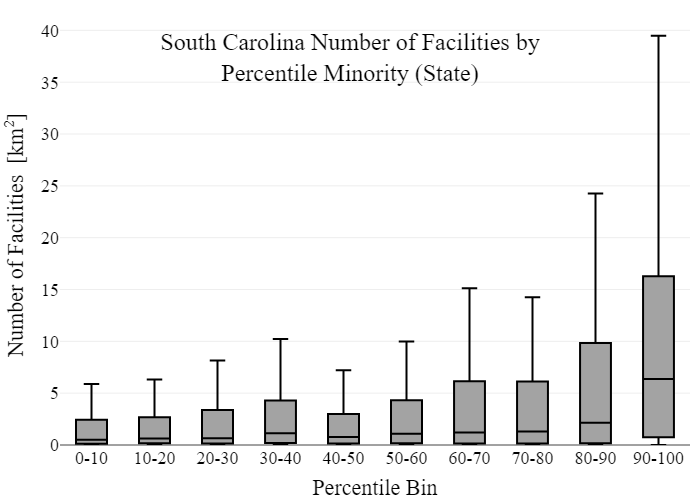 South Carolina Number of Facilities by
Percentile Minority (State)
Number of Facilities [km²]
40
35
30
25
20
15
10
5
0
0-10 10-20 20-30 30-40 40-50 50-60 60-70 70-80 80-90 90-100
Percentile Bin